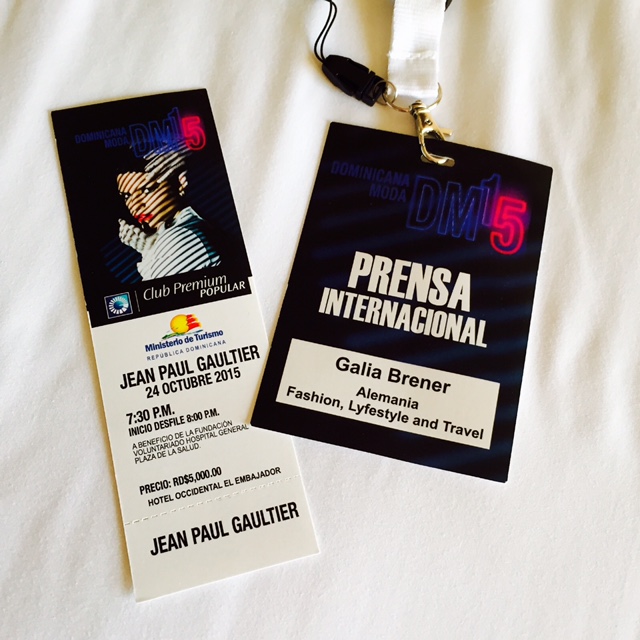 DOMINICANA
MODA
DM15
Club Premium
POPULAR
Ministerio de Turismo
REPÚBLICA DOMINICANA
JEAN PAUL GAULTIER
24 OCTUBRE 2015
7:30 P.M.
INICIO DESFILE 8:00 P.M.
A BENEFICIO DE LA FUNDACIÓN
VOLUNTARIADO HOSPITAL GENERAL
PLAZA DE LA SALUD.
PRECIO: RD$5,000.00
HOTEL OCCIDENTAL EL EMBAJADOR
JEAN PAUL GAULTIER
DOMINICANA
MODA
DM15
PRENSA
INTERNACIONAL
Galia Brener
Alemania
Fashion, Lyfestyle and Travel